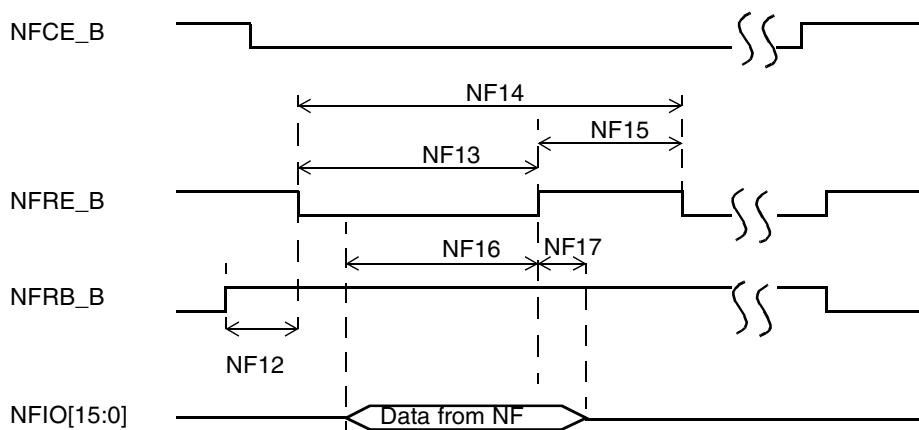 NFCE_B
NF14
NF15
NF13
NFRE_B
NF16
NF17
NFRB_B
NF12
NFIO[15:0]
Data from NF